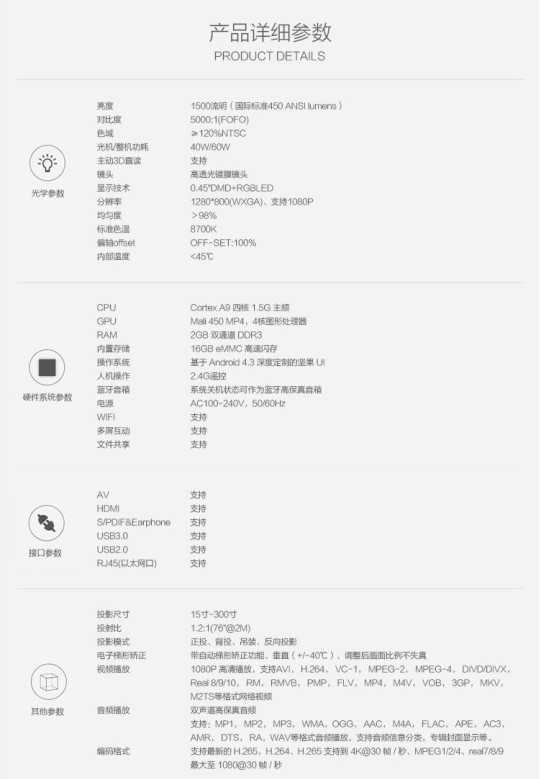 产品详细参数
PRODUCT DETAILS
亮度 1500流明（国际标准450 ANSI lumens）
对比度 5000:1(FOFO)
色域 ≥120%NTSC
光机/整机功耗 40W/60W
主动3D露读 支持
镜头 高透光镀膜镜头
显示技术 0.45"DMD+RGBLED
分辨率 1280*800(WXGA)、支持1080P
均匀度 >98%
标准色温 8700K
偏轴offset OFF-SET:100%
内部温度 <45℃
光学参数
CPU Cortex A9 四核 1.5G 主频
GPU Mali 450 MP4，4核图形处理器
RAM 2GB 双通道 DDR3
内置存储 16GB eMMC 高速闪存
操作系统 基于 Android 4.3 深度定制的坚果 UI
人机操作 2.4G遥控
蓝牙音箱 系统关机状态可作为蓝牙高保真音箱
电源 AC100-240V，50/60Hz
WIFI 支持
多屏互动 支持
文件共享 支持
硬件系统参数
AV 支持
HDMI 支持
S/PDIF&Earphone 支持
USB3.0 支持
USB2.0 支持
RJ45(以太网口) 支持
接口参数
投影尺寸 15寸-300寸
投射比 1.2:1(76"@2M)
投影模式 正投、背投、吊装、反向投影
电子梯形矫正 带自动梯形矫正功能、垂直（+/-40℃）、调整后画面比例不失真
视频播放 1080P 高清播放，支持AVI、H.264、VC-1、MPEG-2、MPEG-4、DIVD/DIVX、
Real 8/9/10、RM、RMVB、PMP、FLV、MP4、M4V、VOB、3GP、MKV、
M2TS等格式网络视频
音频播放 双声道高保真音频
支持：MP1、MP2、MP3、WMA、OGG、AAC、M4A、FLAC、APE、AC3、
AMR、DTS、RA、WAV等格式音频播放，支持音频信息分类、专辑封面显示等。
编码格式 支持最新的 H.265，H.264、H.265 支持到 4K@30 帧 / 秒、MPEG1/2/4、real7/8/9
最大至 1080@30 帧 / 秒
其他参数